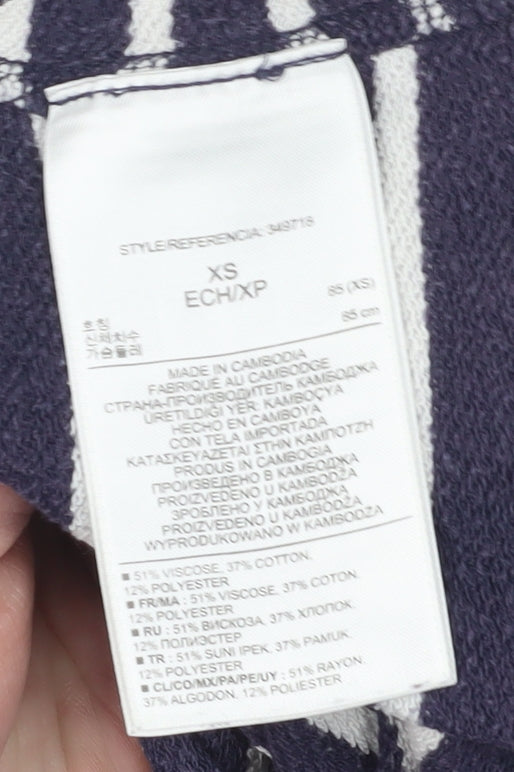 STYLE/REFERENCIA: 349718
XS
ECH/XP
호칭 85 (XS)
신체치수
가슴둘레 85 cm
MADE IN CAMBODIA
FABRIQUÉ AU CAMBODGE
СТРАНА-ПРОИЗВОДИТЕЛЬ КАМБОДЖА
ÜRETILDIĞI YER: KAMBOÇYA
HECHO EN CAMBOYA
CON TELA IMPORTADA
ΚΑΤΑΣΚΕΥΑΖΕΤΑΙ ΣΤΗΝ ΚΑΜΠΟΤΖΗ
PRODUS IN CAMBOGIA
ПРОИЗВЕДЕНО В КАМБОДЖА
PROIZVEDENO U KAMBODŽA
ЗРОБЛЕНО У КАМБОДЖА
PROIZVEDENO U KAMBODŽA
WYPRODUKOWANO W KAMBODŻA
■ 51% VISCOSE, 37% COTTON,
12% POLYESTER
■ FR/MA : 51% VISCOSE, 37% COTON,
12% POLYESTER
■ RU : 51% ВИСКОЗА, 37% ХЛОПОК,
12% ПОЛИЭСТЕР
■ TR : 51% SUNI IPEK, 37% PAMUK,
12% POLYESTER
■ CL/CO/MX/PA/PE/UY : 51% RAYON,
37% ALGODON, 12% POLIESTER